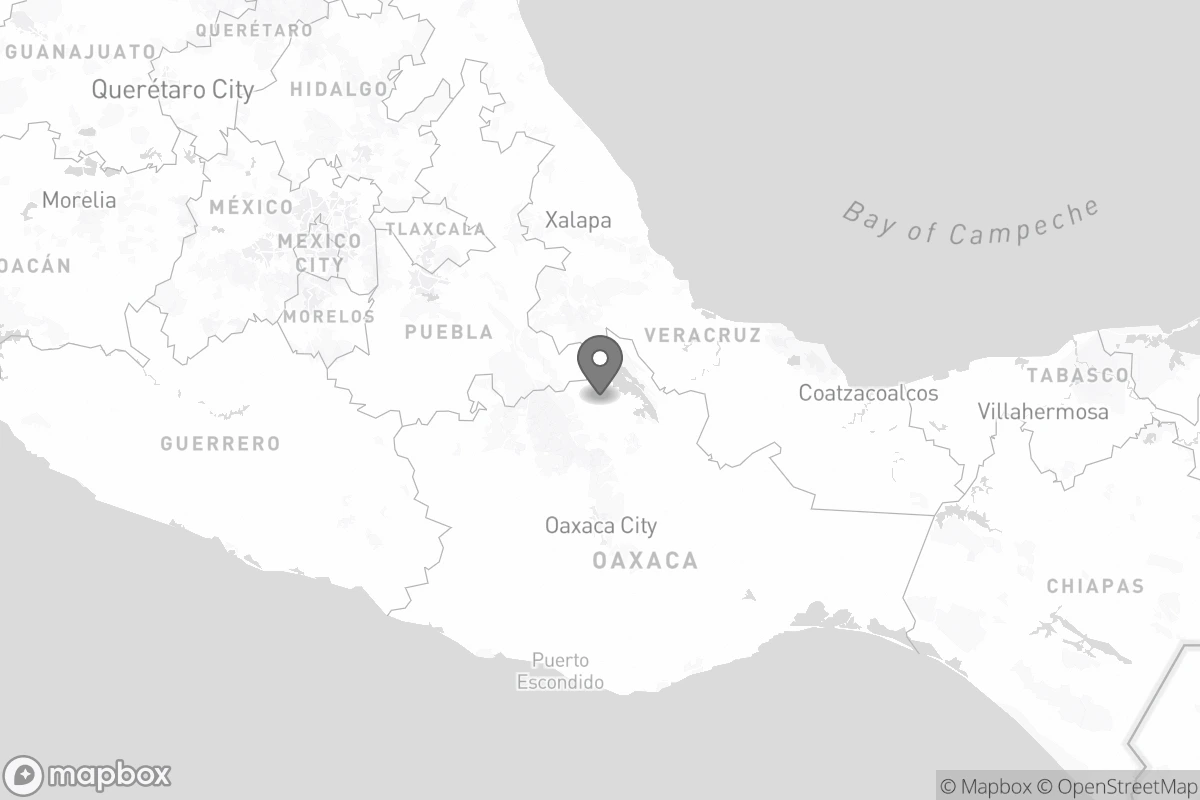 QUERÉTARO
GUANAJUATO
Querétaro City
HIDALGO
Morelia
MÉXICO
Xalapa
Bay of Campeche
TLAXCALA
MEXICO
CITY
OACÁN
MORELOS
PUEBLA
VERACRUZ
TABASCO
Coatzacoalcos
Villahermosa
GUERRERO
Oaxaca City
OAXACA
CHIAPAS
Puerto
Escondido
mapbox
© Mapbox © OpenStreetMap